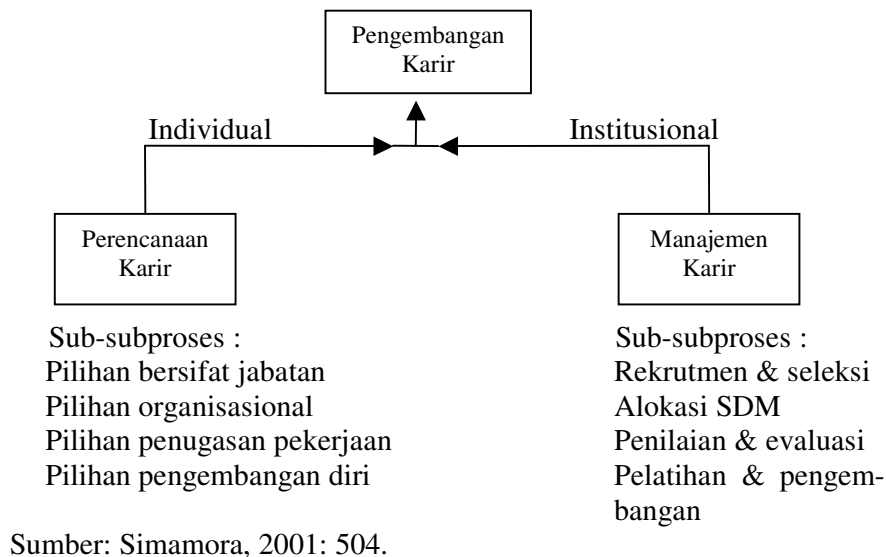 Pengembangan
Karir
Individual
Institusional
Perencanaan
Karir
Sub-subproses :
Pilihan bersifat jabatan
Pilihan organisasional
Pilihan penugasan pekerjaan
Pilihan pengembangan diri
Manajemen
Karir
Sub-subproses :
Rekrutmen & seleksi
Alokasi SDM
Penilaian & evaluasi
Pelatihan & pengem-
bangan
Sumber: Simamora, 2001: 504.